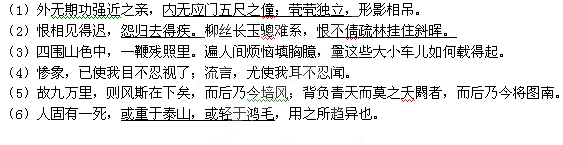 （1）外无期功强近之亲，内无应门五尺之僮；茕茕独立，形影相吊。
（2）恨相见得迟，怨归去得疾。柳丝长玉骢难系，恨不倩疏林挂住斜晖。
（3）四围山色中，一鞭残照里。遍人间烦恼填胸臆，量这些大小车儿如何载得起。
（4）惨象，已使我目不忍视了；流言，尤使我耳不忍闻。
（5）故九万里，则风斯在下矣，而后乃今培风；背负青天而莫之夭阏者，而后乃今将图南。
（6）人固有一死，或重于泰山，或轻于鸿毛，用之所趋异也。